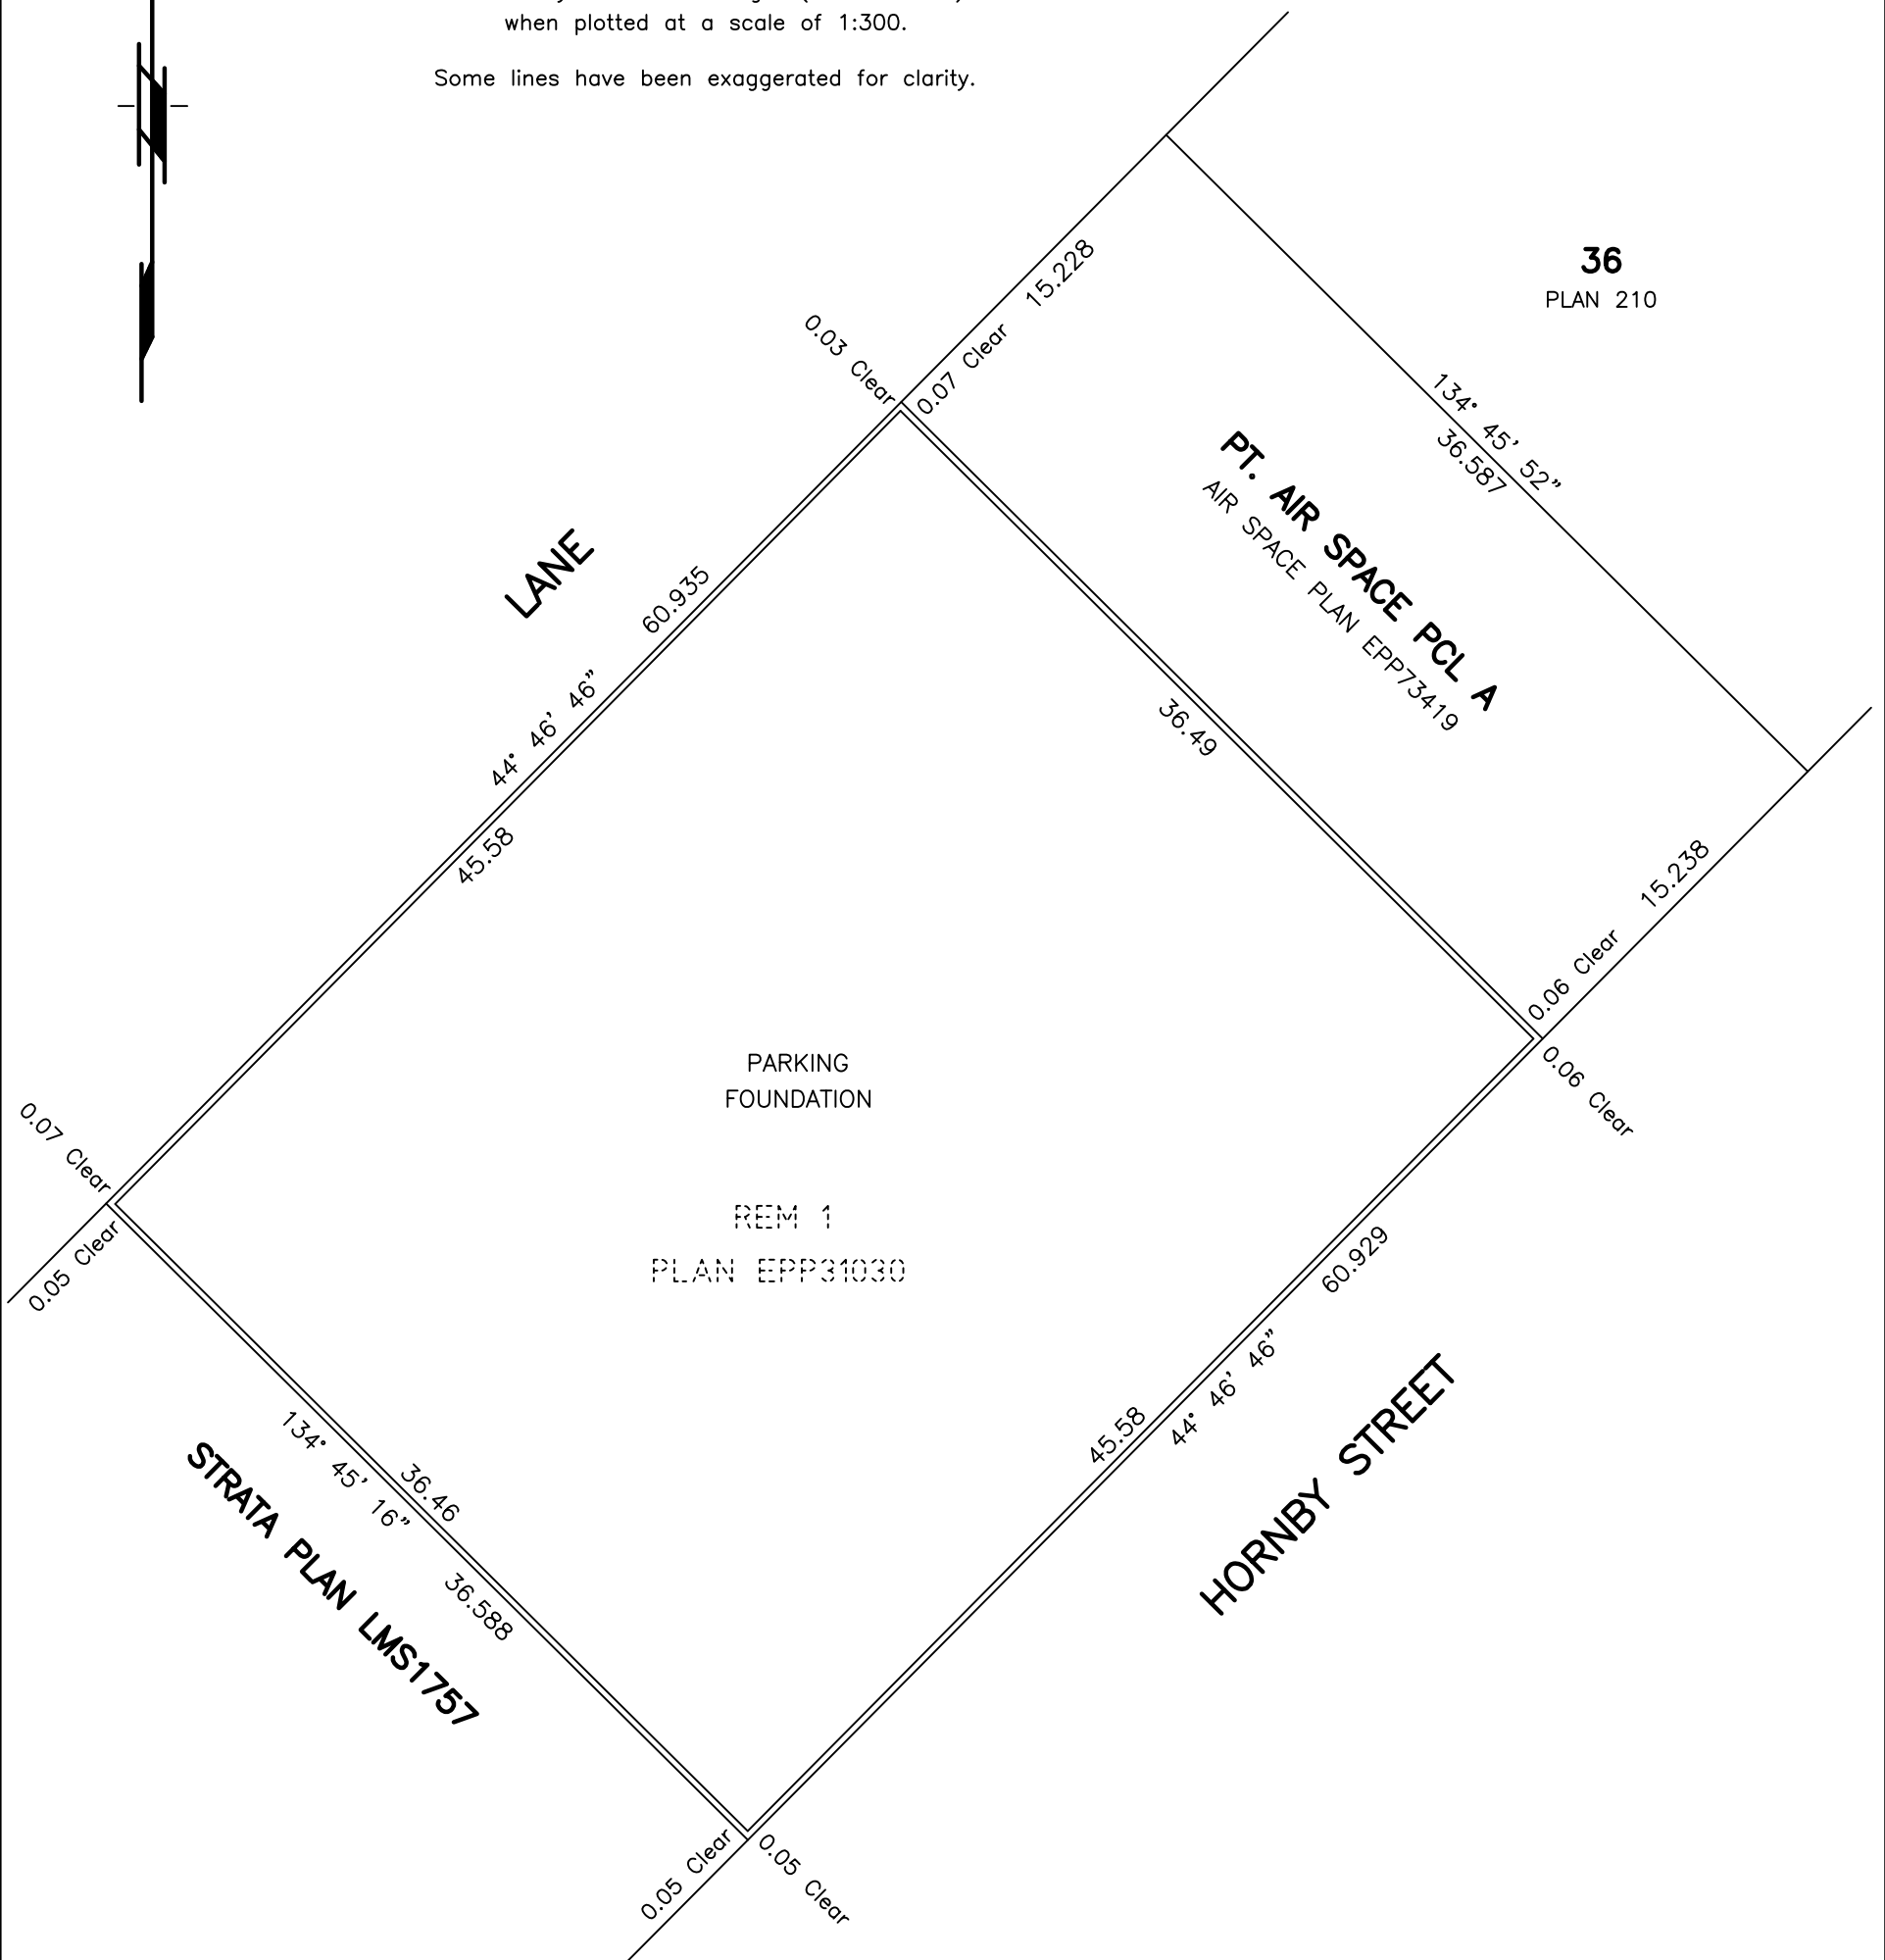 when plotted at a scale of 1:300.
Some lines have been exaggerated for clarity.
36
PLAN 210
15.228
0.03 Clear
0.07 Clear
134° 45' 52"
36.587
PT. AIR SPACE PCL A
AIR SPACE PLAN EPP73419
LANE
60.935
44° 46' 46"
45.58
36.49
15.238
0.06 Clear
0.06 Clear
PARKING
FOUNDATION
REM 1
PLAN EPP31030
0.07 Clear
0.05 Clear
60.929
44° 46' 46"
45.58
HORNBY STREET
134° 45' 16"
36.46
36.588
STRATA PLAN LMS1757
0.05 Clear
0.05 Clear